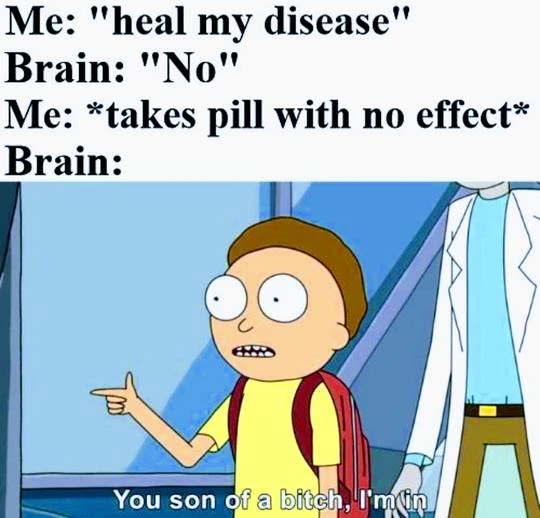 Me: "heal my disease"
Brain: "No"
Me: *takes pill with no effect*
Brain:
You son of a bitch, I'm in